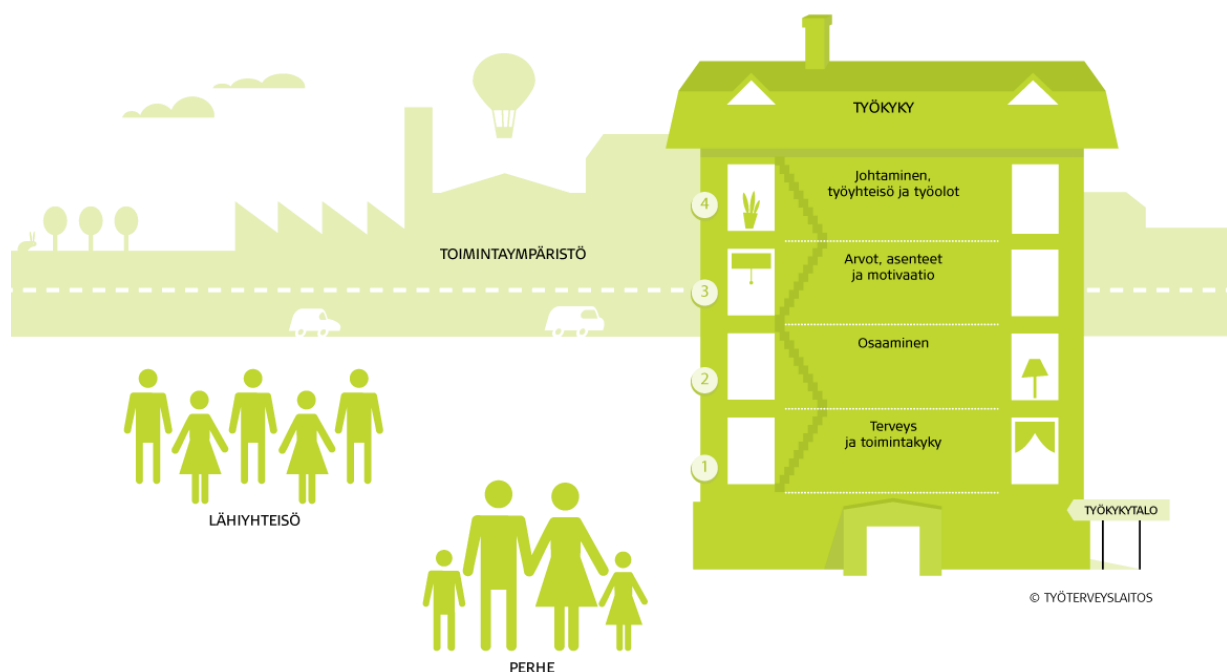 TYÖKYKY
4
Johtaminen,
työyhteisö ja työolot
TOIMINTAYMPÄRISTÖ
3
Arvot, asenteet
ja motivaatio
2
Osaaminen
1
Terveys
ja toimintakyky
LÄHIYHTEISÖ
TYÖKYKYTALO
© TYÖTERVEYSLAITOS
PERHE